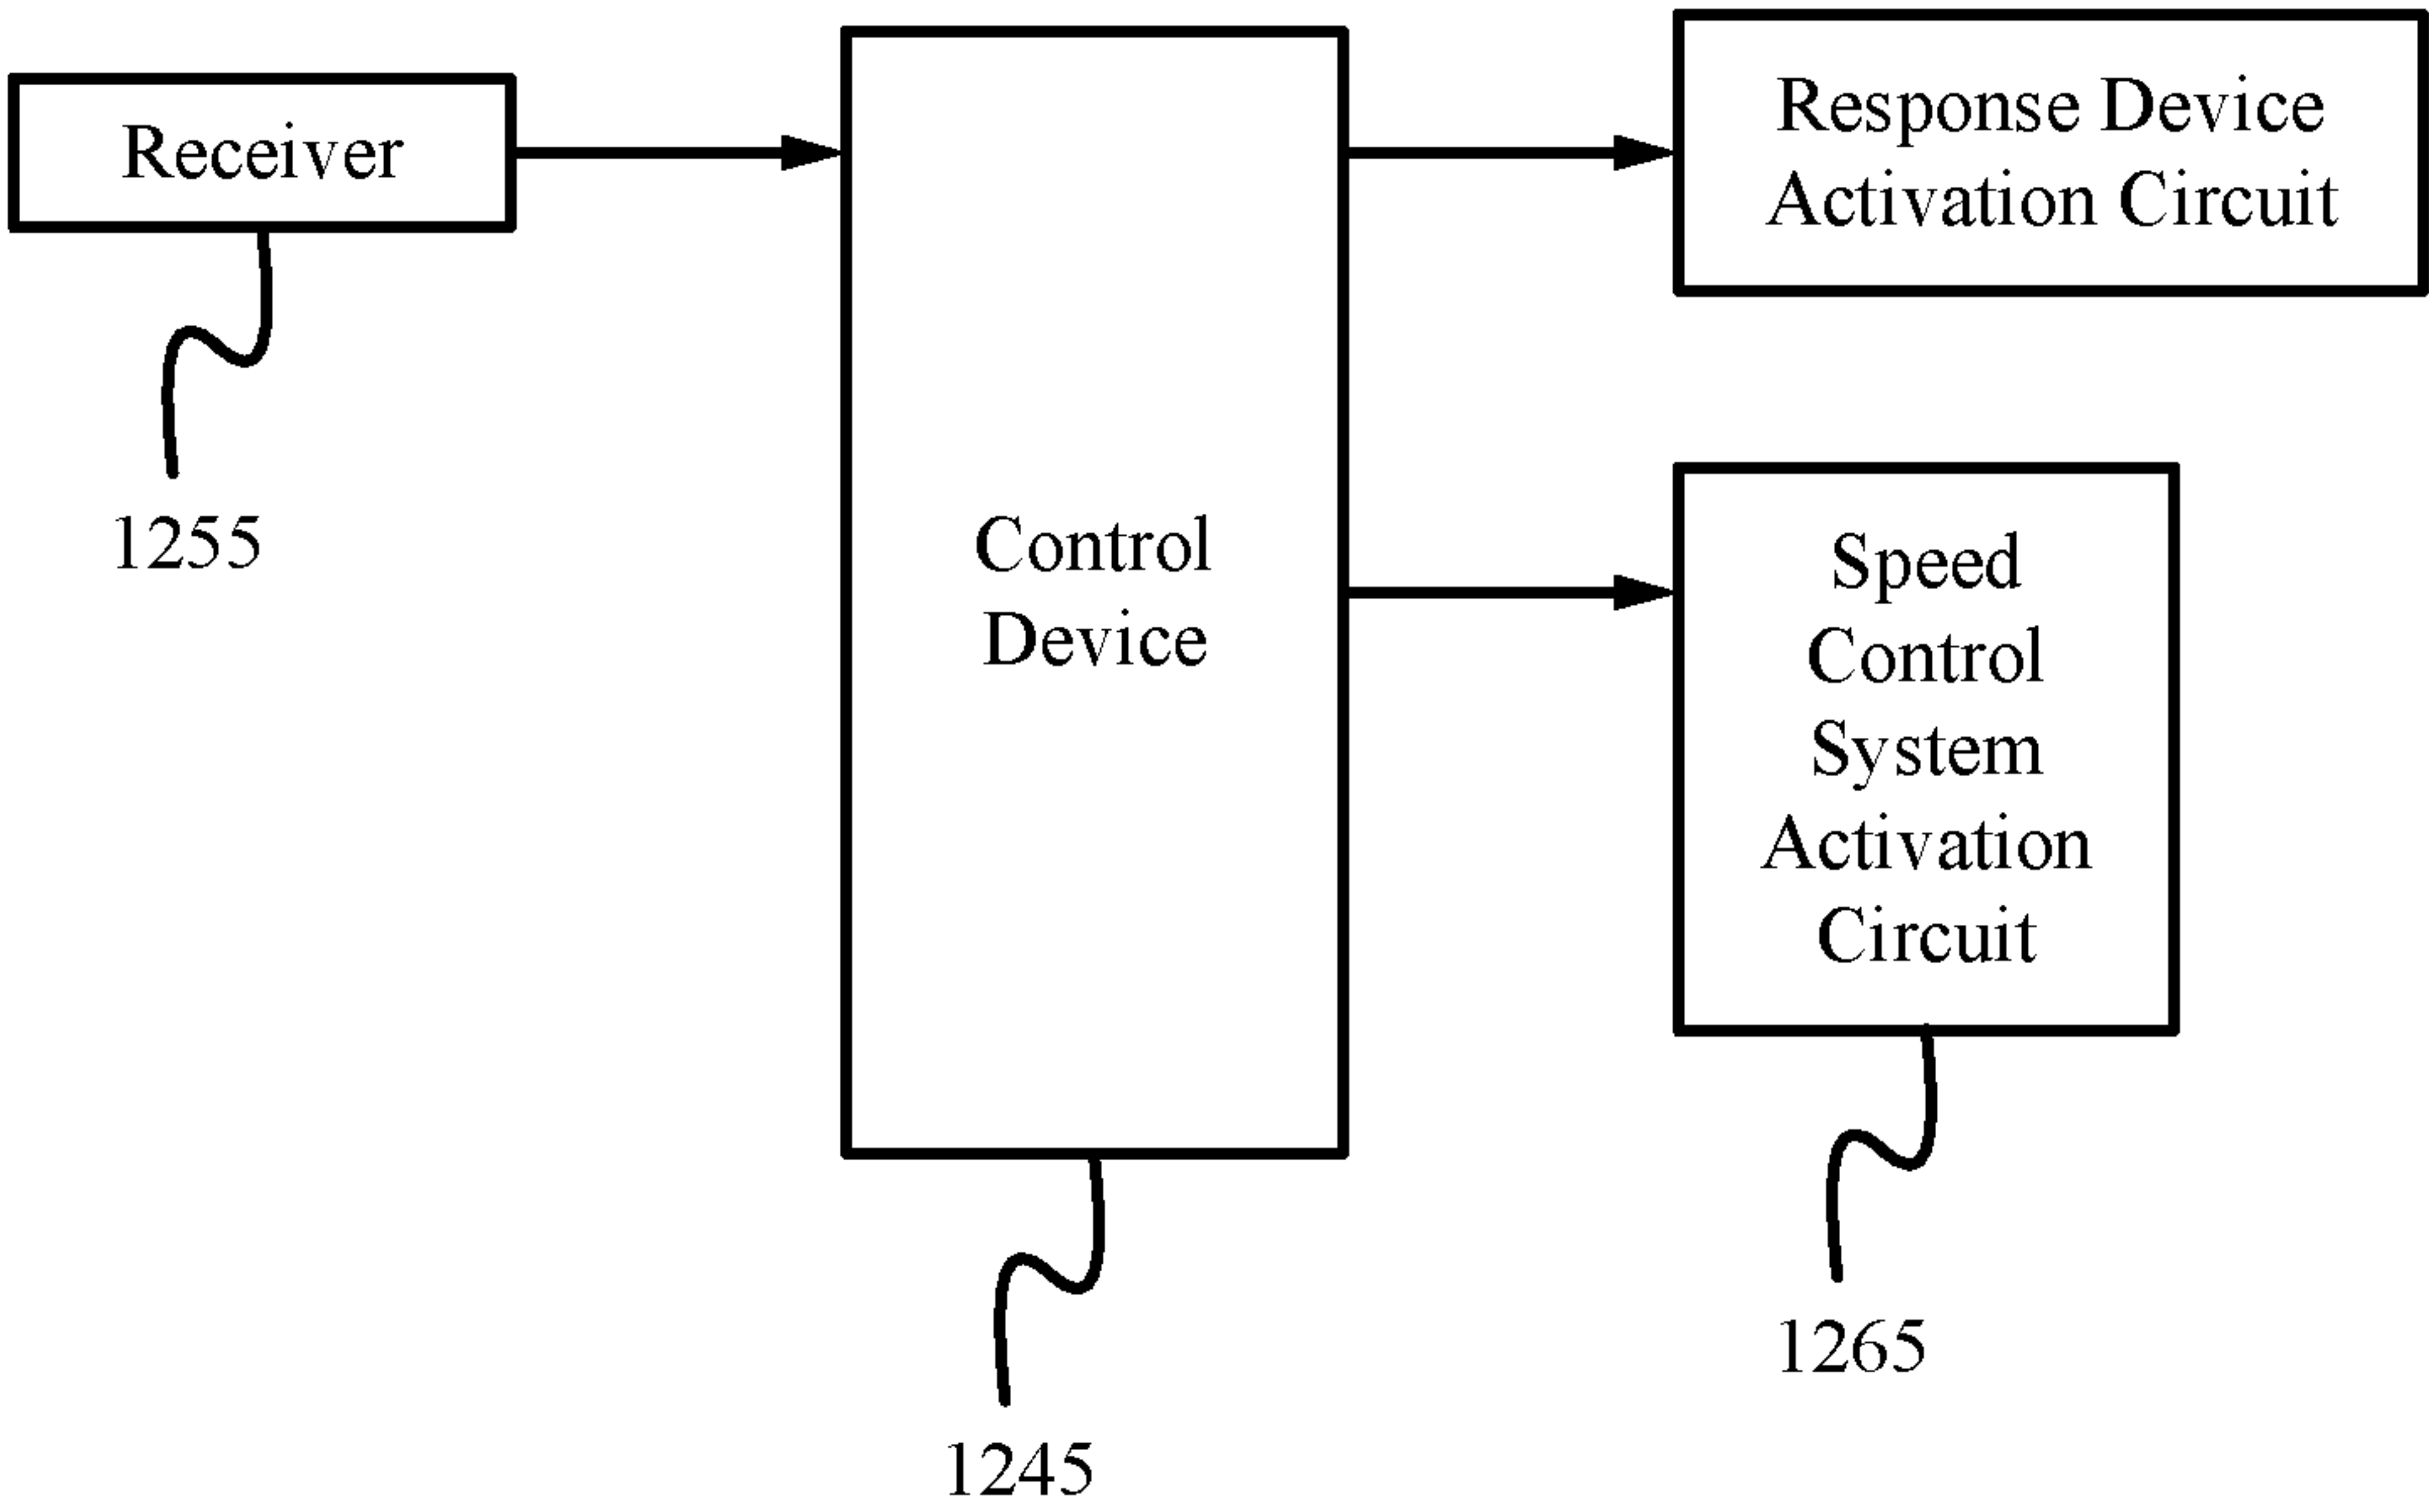 Receiver
1255
Control
Device
1245
Response Device
Activation Circuit
Speed
Control
System
Activation
Circuit
1265